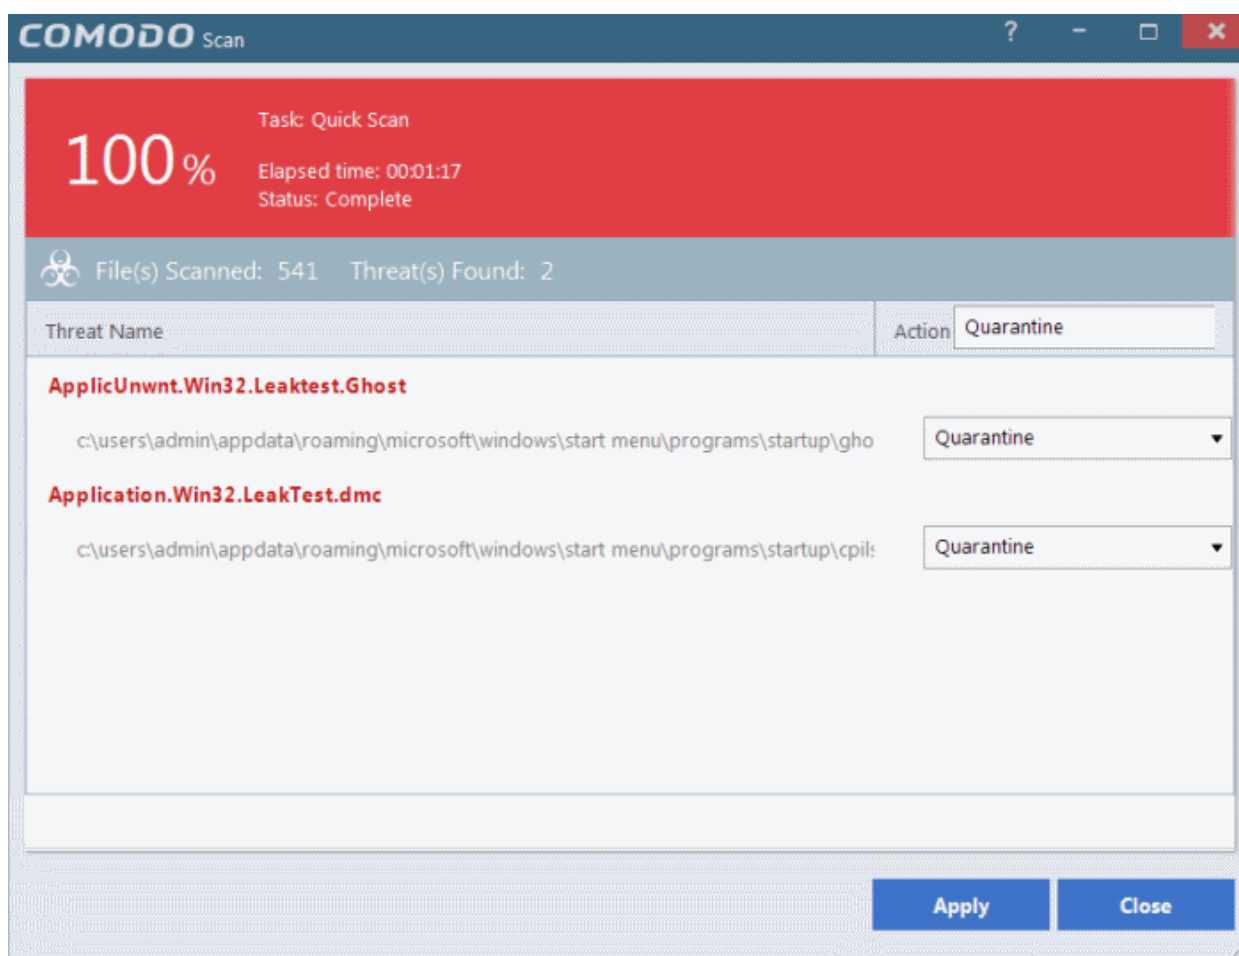 COMODO Scan
?
100 %
Task: Quick Scan
Elapsed time: 00:01:17
Status: Complete
File(s) Scanned: 541 Threat(s) Found: 2
Threat Name
Action Quarantine
ApplicUnwnt.Win32.Leaktest.Ghost
c:\users\admin\appdata\roaming\microsoft\windows\start menu\programs\startup\gho
Quarantine
Application.Win32.LeakTest.dmc
c:\users\admin\appdata\roaming\microsoft\windows\start menu\programs\startup\cpils
Quarantine
Apply
Close